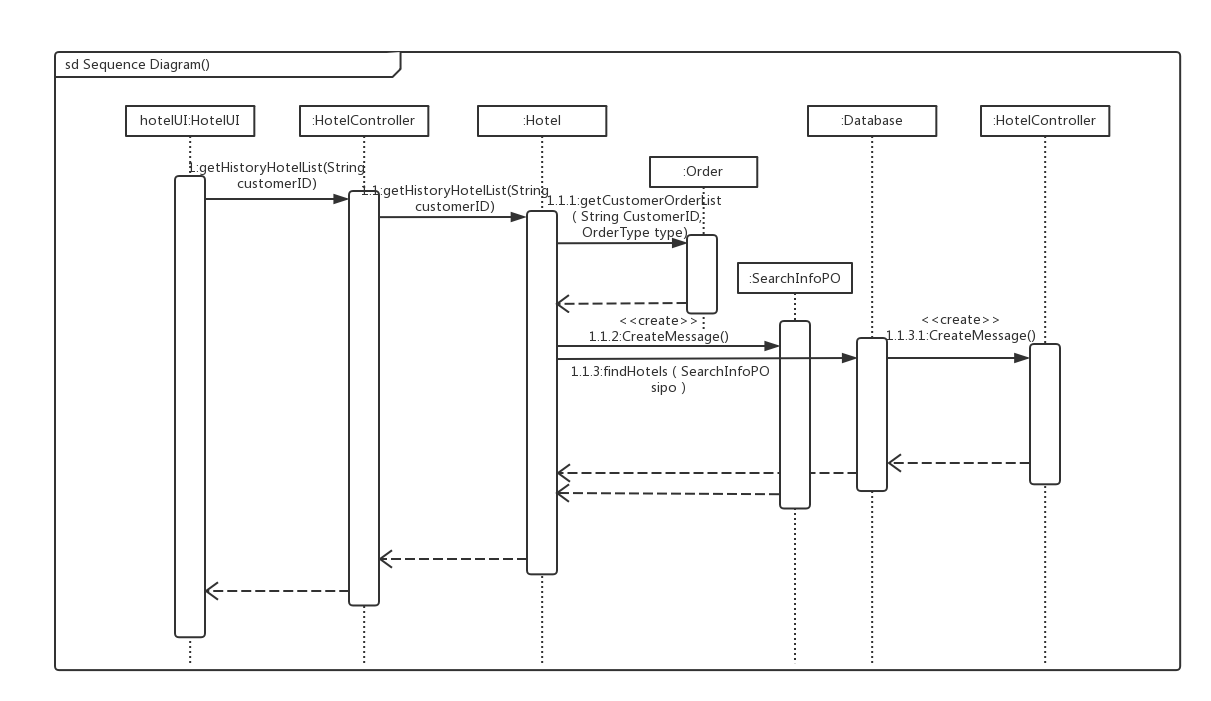 sd Sequence Diagram()
hotelUI:HotelUI
:HotelController
:Hotel
:Database
:HotelController
:Order
:SearchInfoPO
1:getHistoryHotelList(String
customerID)
1.1:getHistoryHotelList(String
customerID)
1.1.1:getCustomerOrderList
( String CustomerID,
OrderType type)
<<create>>
1.1.2:CreateMessage()
1.1.3:findHotels ( SearchInfoPO
sipo )
<<create>>
1.1.3.1:CreateMessage()